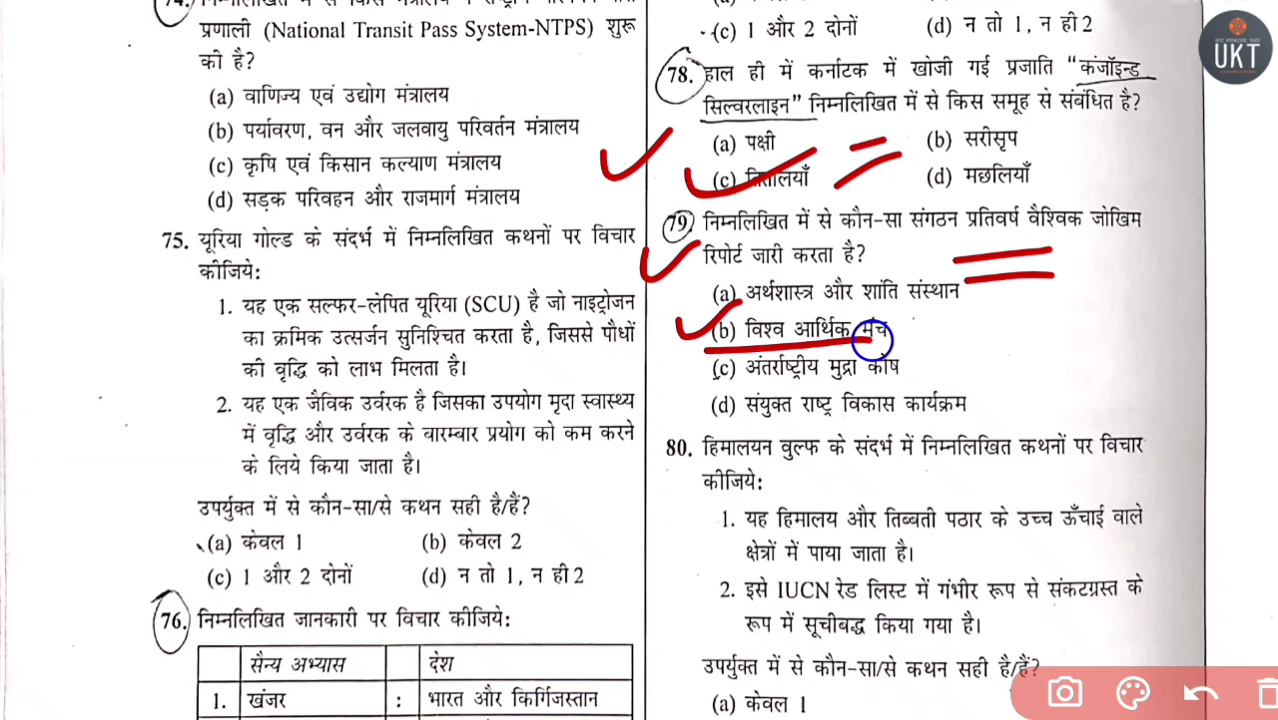 प्रणाली (National Transit Pass System-NTPS) शुरू
की है?
(a) वाणिज्य एवं उद्योग मंत्रालय
(b) पर्यावरण, वन और जलवायु परिवर्तन मंत्रालय
(c) कृषि एवं किसान कल्याण मंत्रालय
(d) सड़क परिवहन और राजमार्ग मंत्रालय
75. यूरिया गोल्ड के संदर्भ में निम्नलिखित कथनों पर विचार
कीजिये:
1. यह एक सल्फर-लेपित यूरिया (SCU) है जो नाइट्रोजन
का क्रमिक उत्सर्जन सुनिश्चित करता है, जिससे पौधों
की वृद्धि को लाभ मिलता है।
2. यह एक जैविक उर्वरक है जिसका उपयोग मृदा स्वास्थ्य
में वृद्धि और उर्वरक के बारम्बार प्रयोग को कम करने
के लिये किया जाता है।
उपर्युक्त में से कौन-सा/से कथन सही है/हैं?
(a) केवल 1 (b) केवल 2
(c) 1 और 2 दोनों (d) न तो 1, न ही 2
76. निम्नलिखित जानकारी पर विचार कीजिये:
सैन्य अभ्यास देश
1. खंजर : भारत और किर्गिजस्तान
(c) 1 और 2 दोनों (d) न तो 1, न ही 2
78. हाल ही में कर्नाटक में खोजी गई प्रजाति “कंजॉइन्ड
सिल्वरलाइन” निम्नलिखित में से किस समूह से संबंधित है?
(a) पक्षी (b) सरीसृप
(c) तितलियाँ (d) मछलियाँ
79. निम्नलिखित में से कौन-सा संगठन प्रतिवर्ष वैश्विक जोखिम
रिपोर्ट जारी करता है?
(a) अर्थशास्त्र और शांति संस्थान
(b) विश्व आर्थिक मंच
(c) अंतर्राष्ट्रीय मुद्रा कोष
(d) संयुक्त राष्ट्र विकास कार्यक्रम
80. हिमालयन वुल्फ के संदर्भ में निम्नलिखित कथनों पर विचार
कीजिये:
1. यह हिमालय और तिब्बती पठार के उच्च ऊँचाई वाले
क्षेत्रों में पाया जाता है।
2. इसे IUCN रेड लिस्ट में गंभीर रूप से संकटग्रस्त के
रूप में सूचीबद्ध किया गया है।
उपर्युक्त में से कौन-सा/से कथन सही है/हैं?
(a) केवल 1
UKT